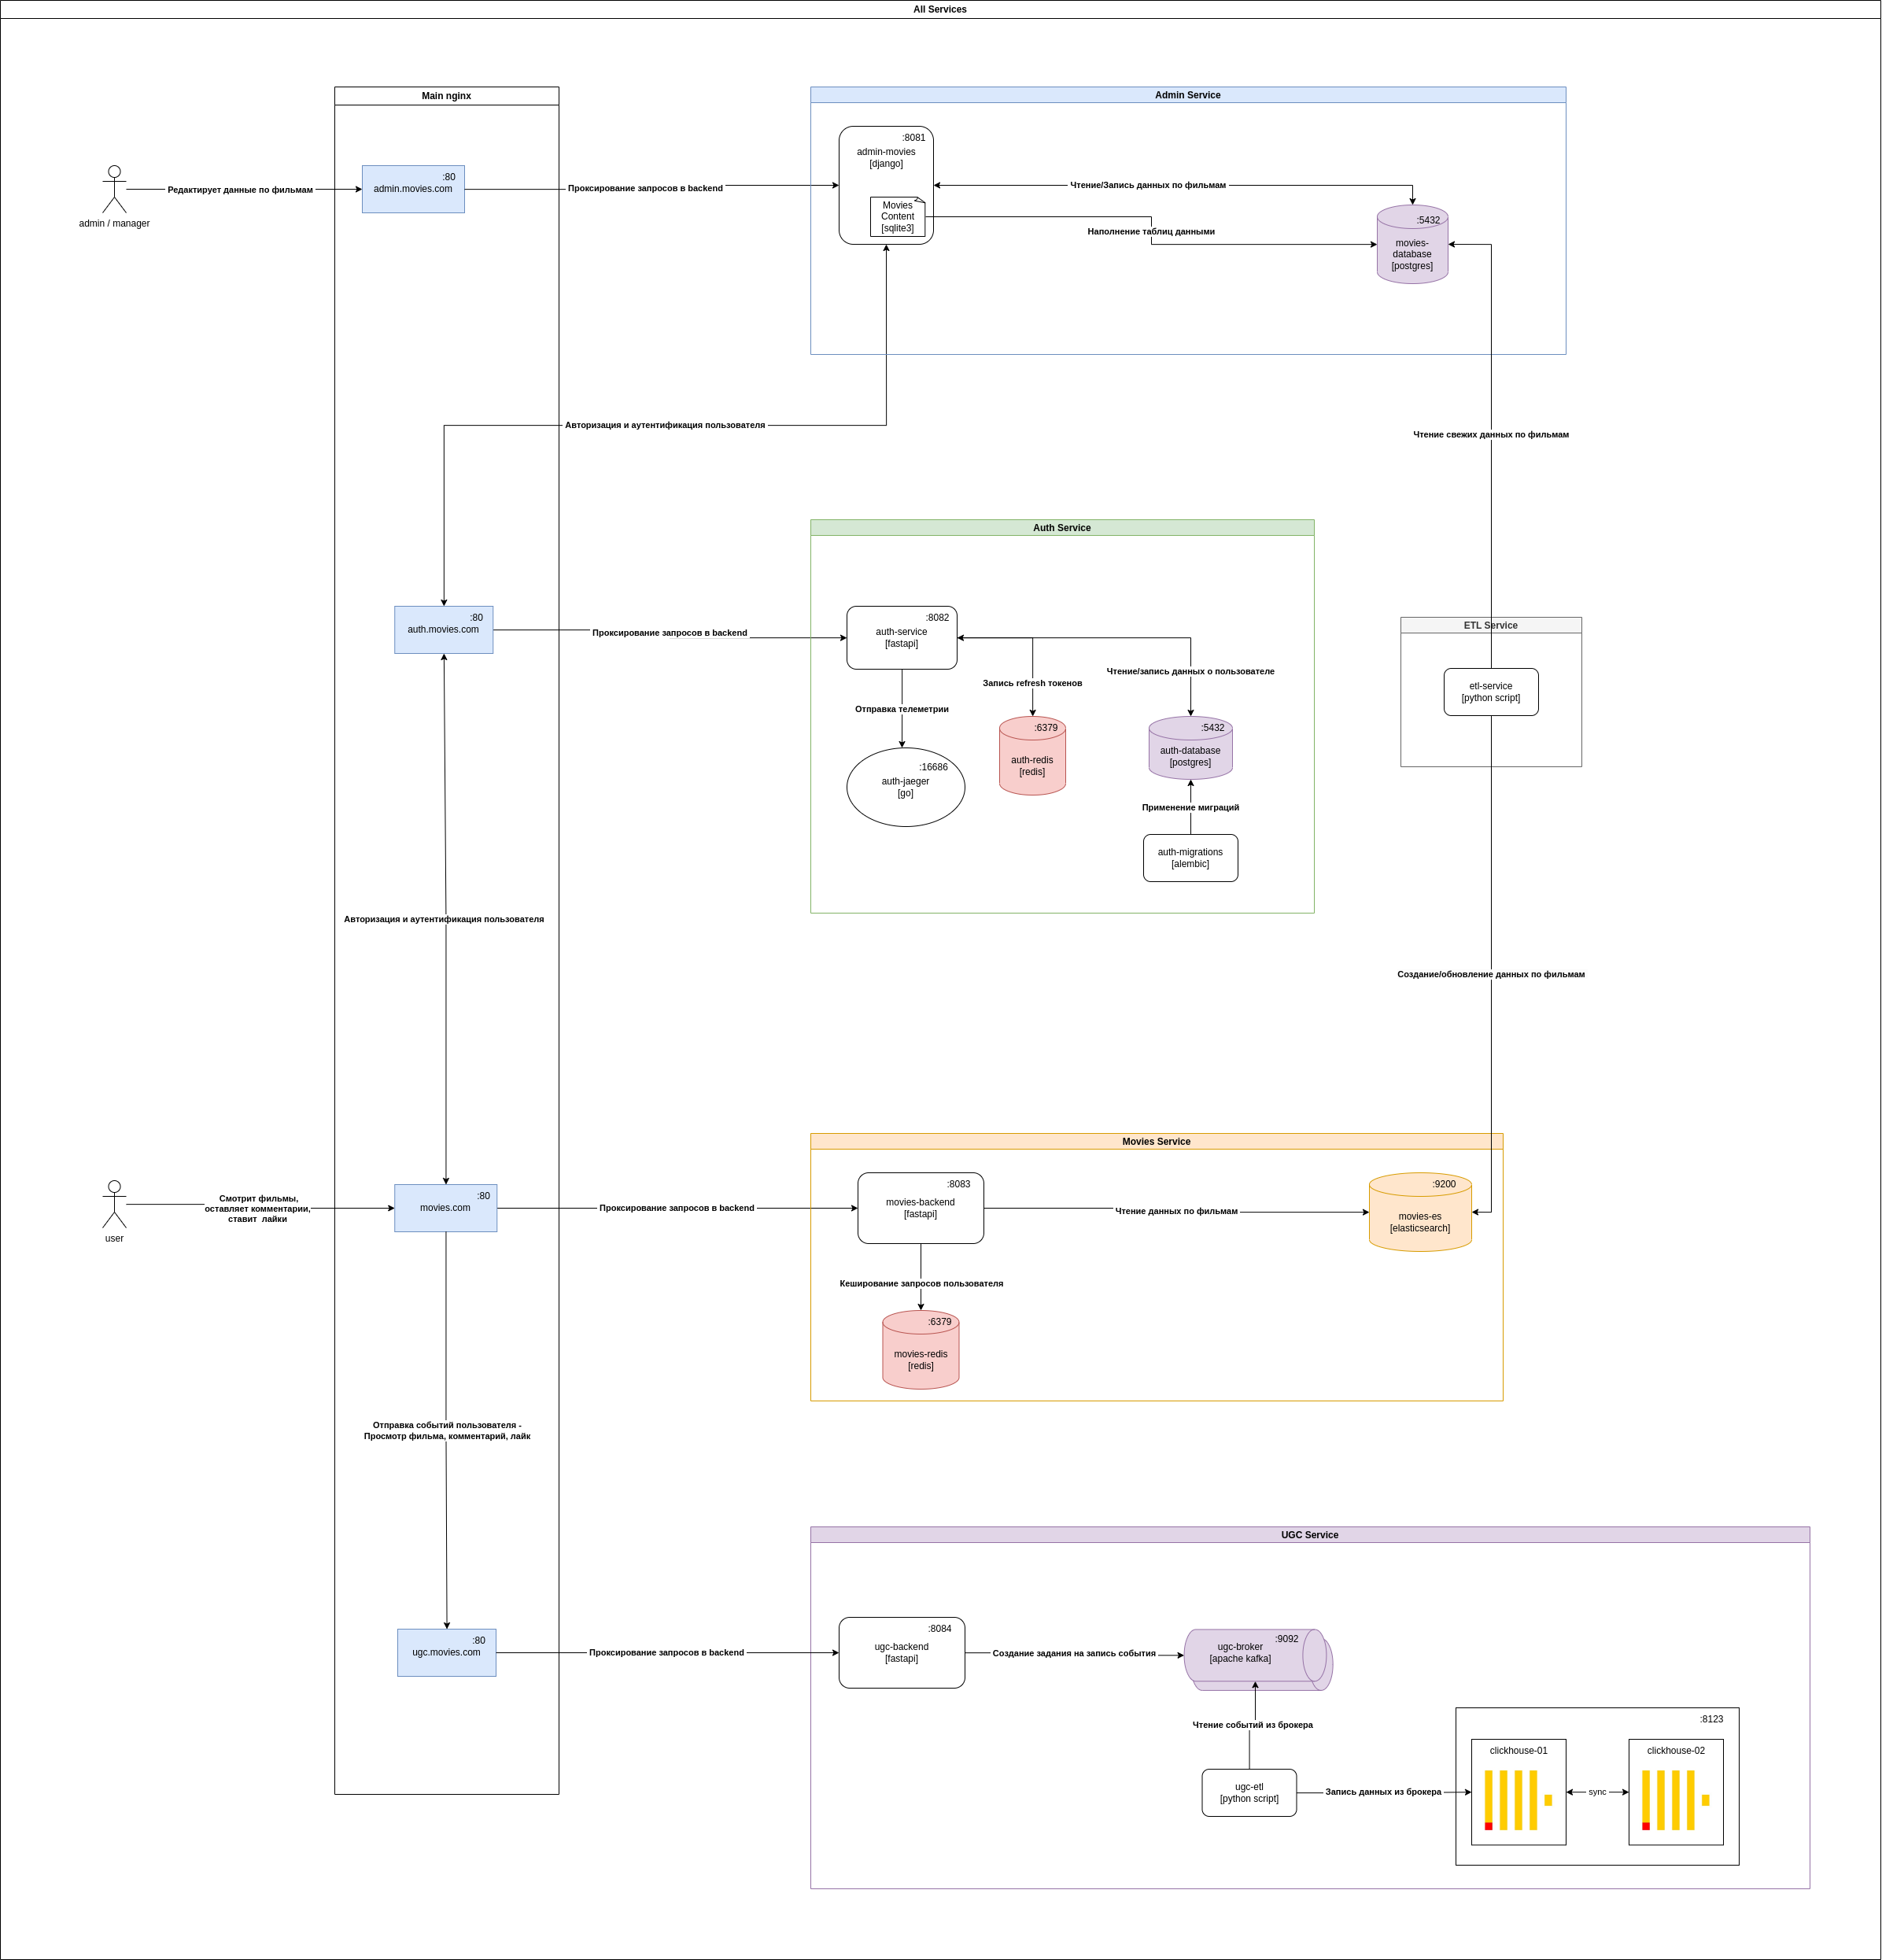 All Services
Main nginx
Admin Service
:8081
admin-movies
[django]
Movies
Content
[sqlite3]
admin / manager
Редактирует данные по фильмам
:80
admin.movies.com
Проксирование запросов в backend
Чтение/Запись данных по фильмам
Наполнение таблиц данными
:5432
movies-
database
[postgres]
Авторизация и аутентификация пользователя
Чтение свежих данных по фильмам
Auth Service
:80
auth.movies.com
Проксирование запросов в backend
:8082
auth-service
[fastapi]
Отправка телеметрии
Запись refresh токенов
Чтение/запись данных о пользователе
:16686
auth-jaeger
[go]
:6379
auth-redis
[redis]
:5432
auth-database
[postgres]
Применение миграций
auth-migrations
[alembic]
ETL Service
etl-service
[python script]
Авторизация и аутентификация пользователя
Создание/обновление данных по фильмам
Movies Service
user
Смотрит фильмы,
оставляет комментарии,
ставит  лайки
:80
movies.com
Проксирование запросов в backend
:8083
movies-backend
[fastapi]
Чтение данных по фильмам
:9200
movies-es
[elasticsearch]
Кеширование запросов пользователя
:6379
movies-redis
[redis]
Отправка событий пользователя -
Просмотр фильма, комментарий, лайк
UGC Service
:80
ugc.movies.com
Проксирование запросов в backend
:8084
ugc-backend
[fastapi]
Создание задания на запись события
:9092
ugc-broker
[apache kafka]
Чтение событий из брокера
ugc-etl
[python script]
Запись данных из брокера
:8123
clickhouse-01
sync
clickhouse-02